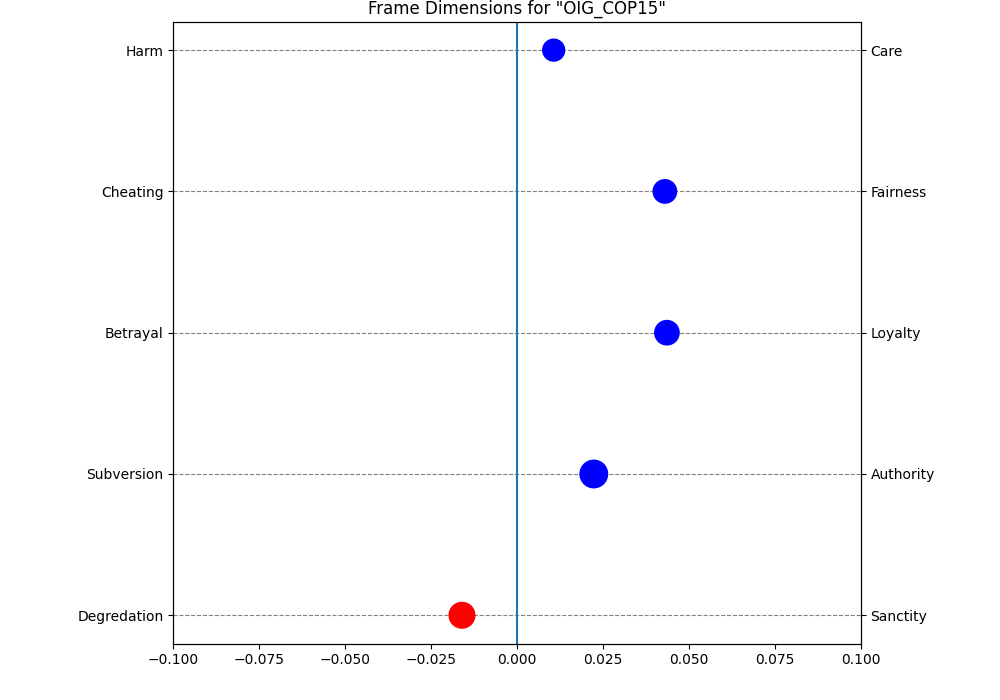 Frame Dimensions for "OIG_COP15"
Harm
Care
Cheating
Fairness
Betrayal
Loyalty
Subversion
Authority
Degredation
Sanctity
−0.100 −0.075 −0.050 −0.025 0.000 0.025 0.050 0.075 0.100